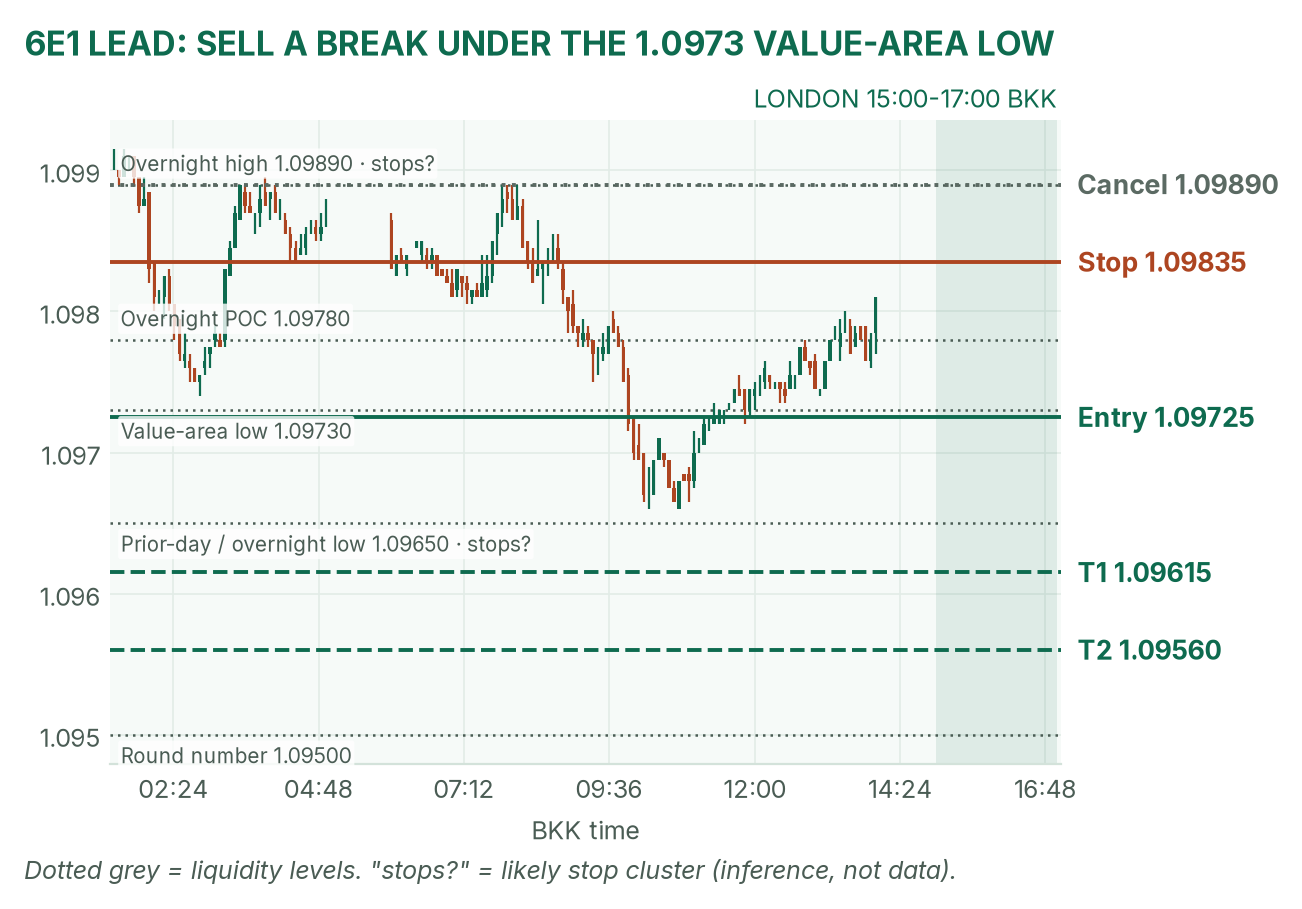 6E1 LEAD: SELL A BREAK UNDER THE 1.0973 VALUE-AREA LOW
LONDON 15:00-17:00 BKK
1.099
Overnight high 1.09890 · stops?
Cancel 1.09890
Stop 1.09835
1.098
Overnight POC 1.09780
Entry 1.09725
Value-area low 1.09730
1.097
Prior-day / overnight low 1.09650 · stops?
T1 1.09615
1.096
T2 1.09560
1.095
Round number 1.09500
02:24 04:48 07:12 09:36 12:00 14:24 16:48
BKK time
Dotted grey = liquidity levels. "stops?" = likely stop cluster (inference, not data).